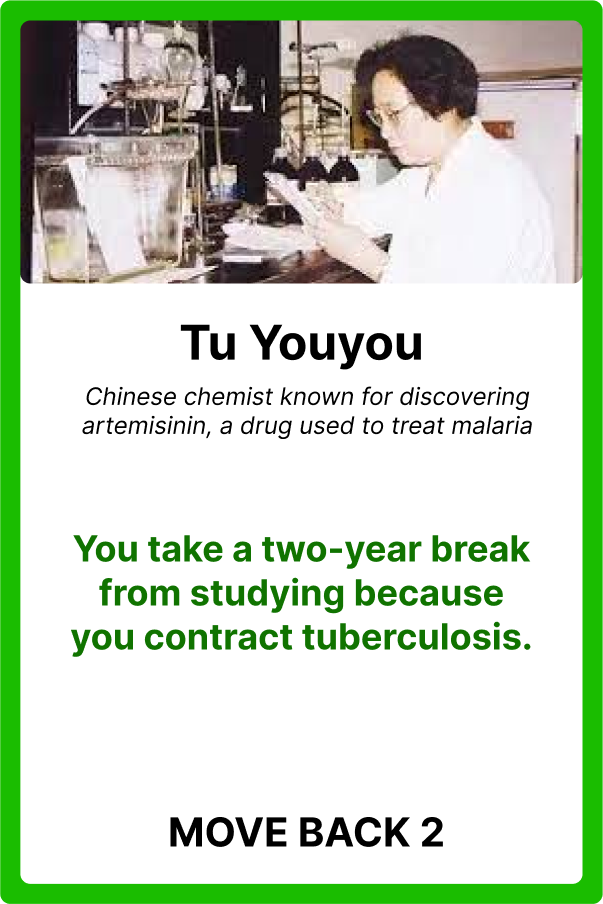 Tu Youyou
Chinese chemist known for discovering
artemisinin, a drug used to treat malaria
You take a two-year break
from studying because
you contract tuberculosis.
MOVE BACK 2